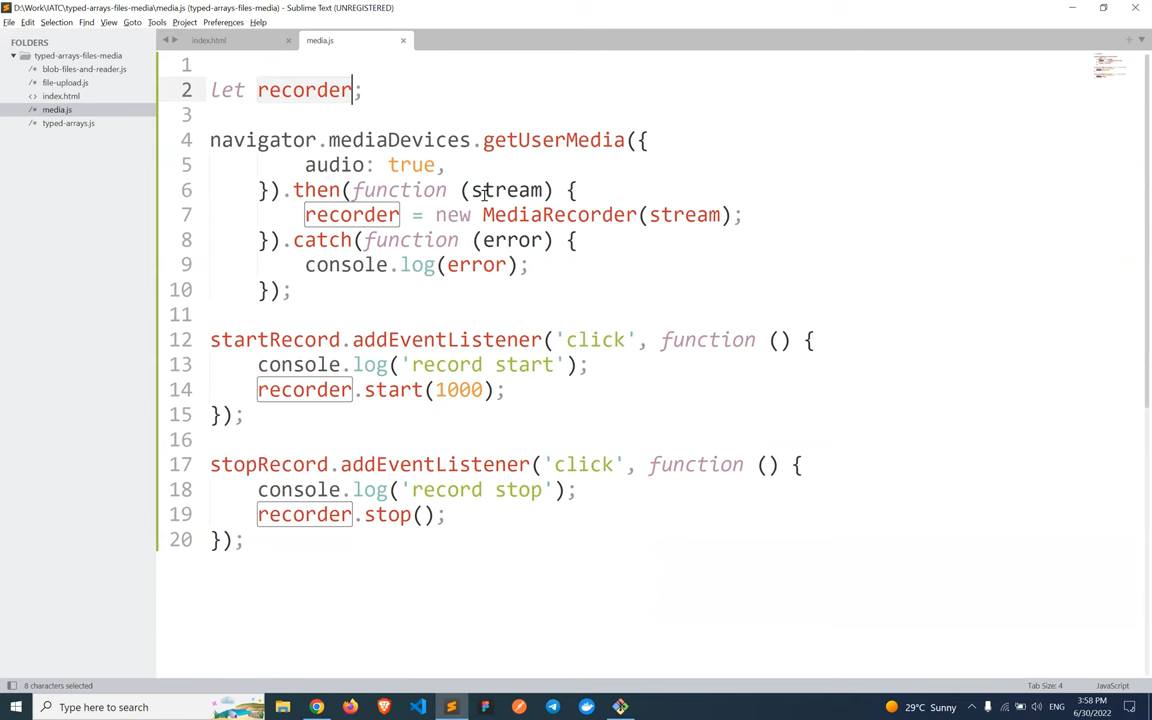 D:\Work\IATC\typed-arrays-files-media\media.js (typed-arrays-files-media) - Sublime Text (UNREGISTERED)
File Edit Selection Find View Goto Tools Project Preferences Help
FOLDERS
typed-arrays-files-media
/* blob-files-and-reader.js
/* file-upload.js
<> index.html
/* media.js
/* typed-arrays.js
index.html × media.js ×
1
2 let recorder;
3
4 navigator.mediaDevices.getUserMedia({
5 audio: true,
6 }).then(function (stream) {
7 recorder = new MediaRecorder(stream);
8 }).catch(function (error) {
9 console.log(error);
10 });
11
12 startRecord.addEventListener('click', function () {
13 console.log('record start');
14 recorder.start(1000);
15 });
16
17 stopRecord.addEventListener('click', function () {
18 console.log('record stop');
19 recorder.stop();
20 });
8 characters selected Tab Size: 4 JavaScript
Type here to search 29°C Sunny ENG 3:58 PM
6/30/2022